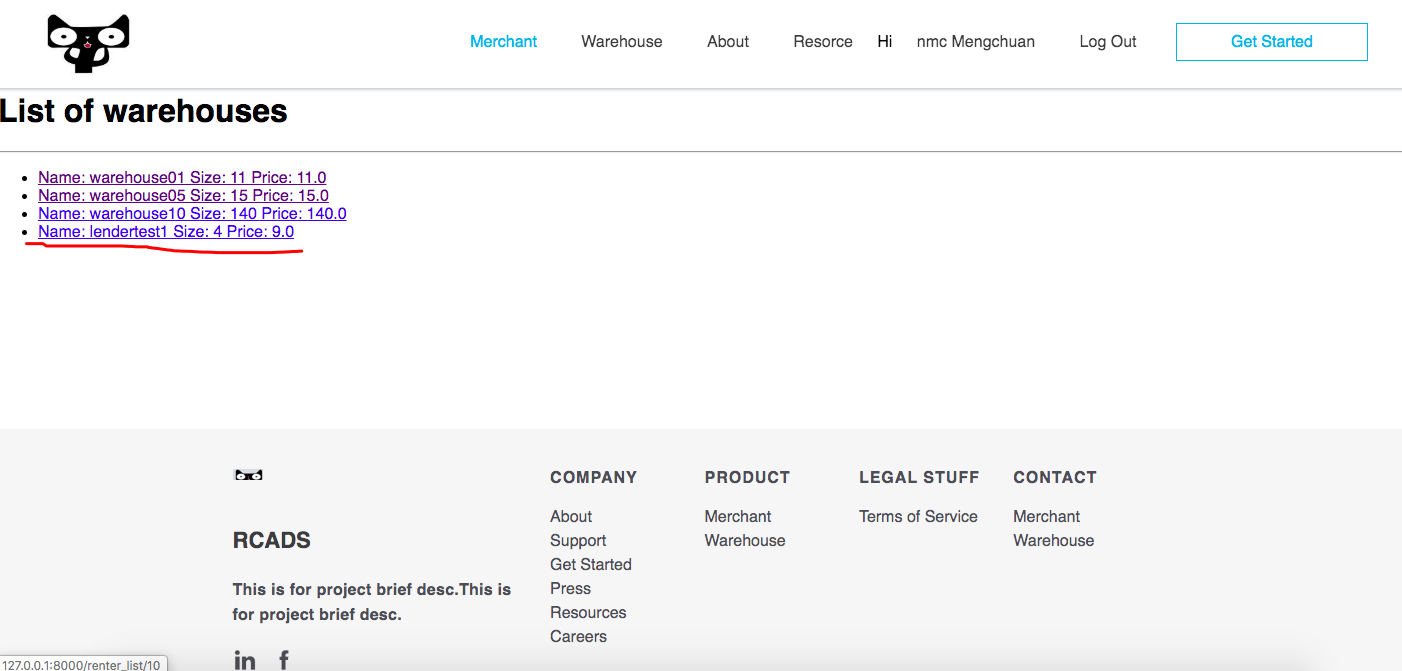 Merchant Warehouse About Resorce Hi nmc Mengchuan Log Out Get Started
List of warehouses
Name: warehouse01 Size: 11 Price: 11.0
Name: warehouse05 Size: 15 Price: 15.0
Name: warehouse10 Size: 140 Price: 140.0
Name: lendertest1 Size: 4 Price: 9.0
RCADS
This is for project brief desc.This is
for project brief desc.
in f
COMPANY
About
Support
Get Started
Press
Resources
Careers
PRODUCT
Merchant
Warehouse
LEGAL STUFF
Terms of Service
CONTACT
Merchant
Warehouse
127.0.0.1:8000/renter_list/10